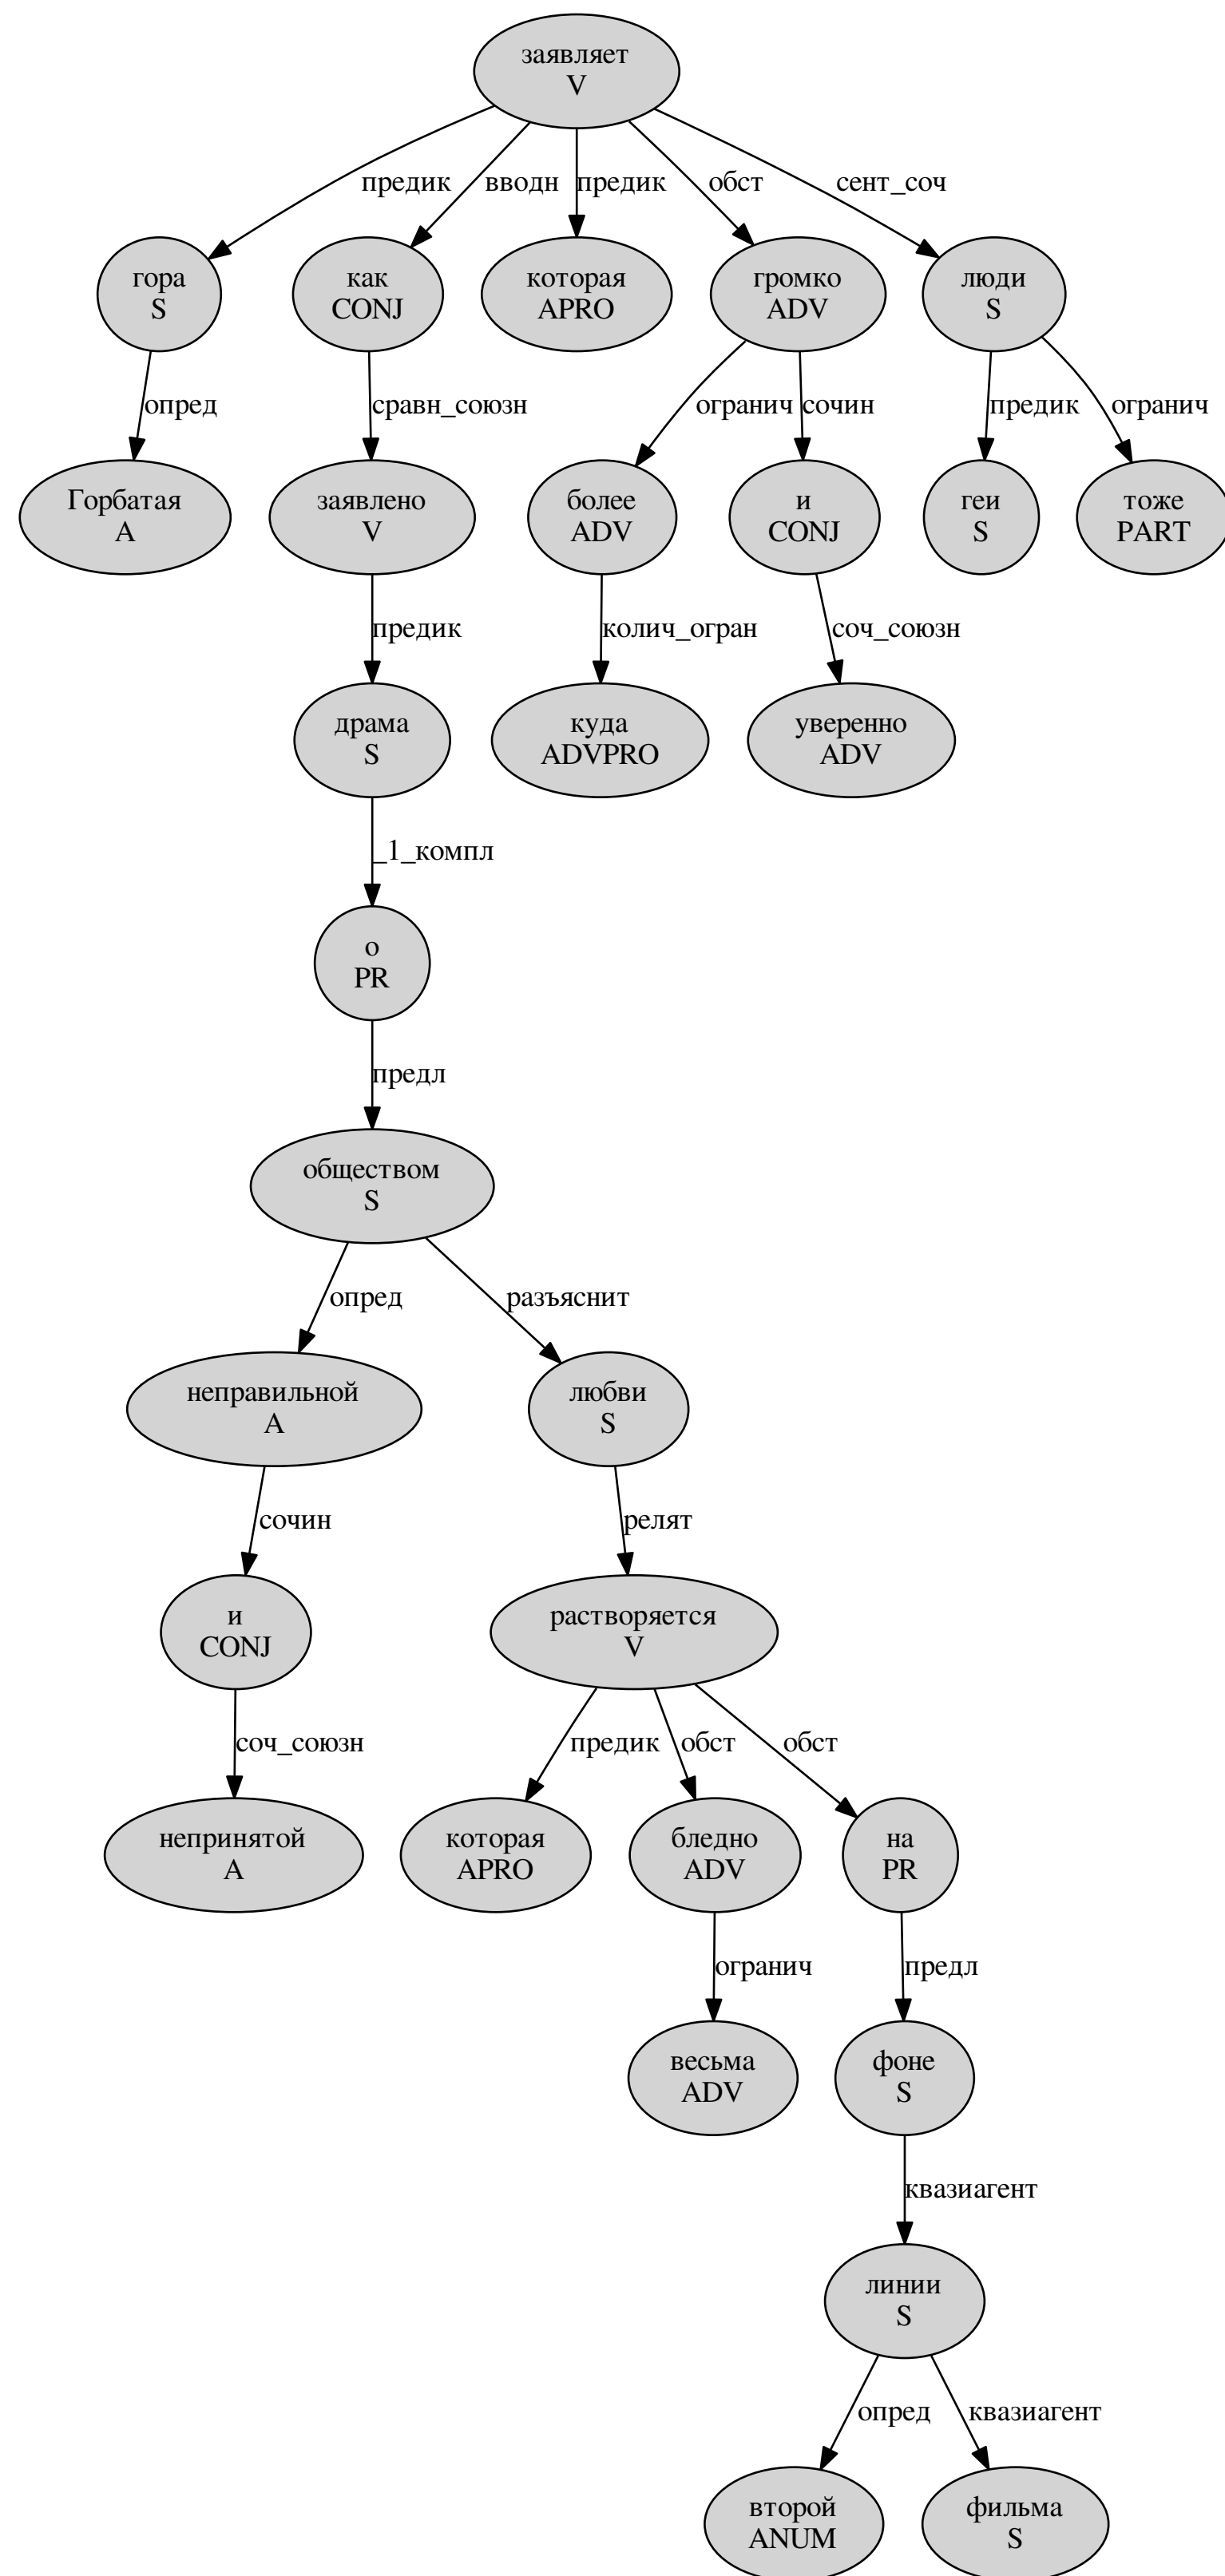 заявляет
V
предик
вводн
предик
обст
сент_соч
гора
S
как
CONJ
которая
APRO
громко
ADV
люди
S
опред
сравн_союзн
огранич
сочин
предик
огранич
Горбатая
A
заявлено
V
более
ADV
и
CONJ
геи
S
тоже
PART
предик
колич_огран
соч_союзн
драма
S
куда
ADVPRO
уверенно
ADV
_1_компл
о
PR
предл
обществом
S
опред
разъяснит
неправильной
A
любви
S
сочин
релят
и
CONJ
растворяется
V
соч_союзн
предик
обст
обст
непринятой
A
которая
APRO
бледно
ADV
на
PR
огранич
предл
весьма
ADV
фоне
S
квазиагент
линии
S
опред
квазиагент
второй
ANUM
фильма
S